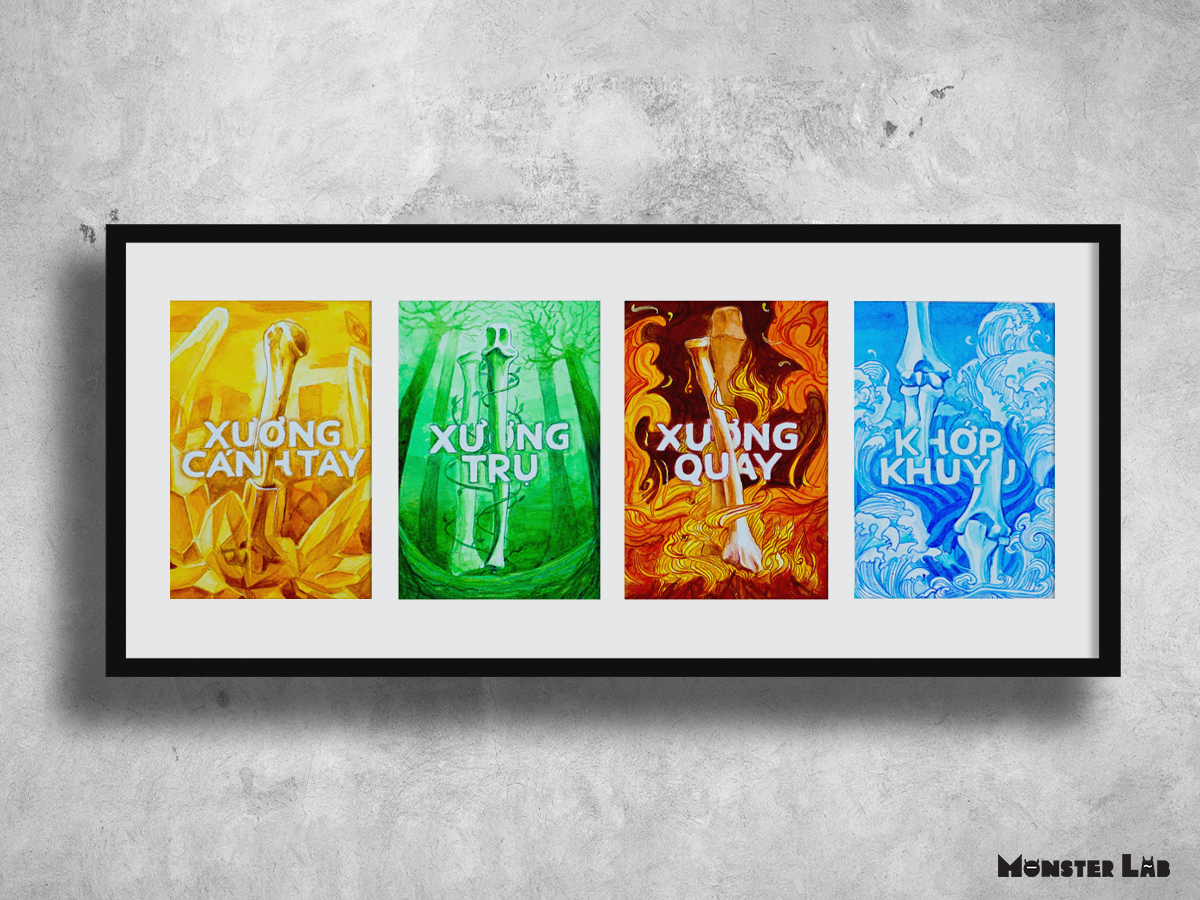 XƯƠNG
CÁNH TAY
XƯƠNG
TRỤ
XƯƠNG
QUAY
KHỚP
KHUỶU
MONSTER LAB